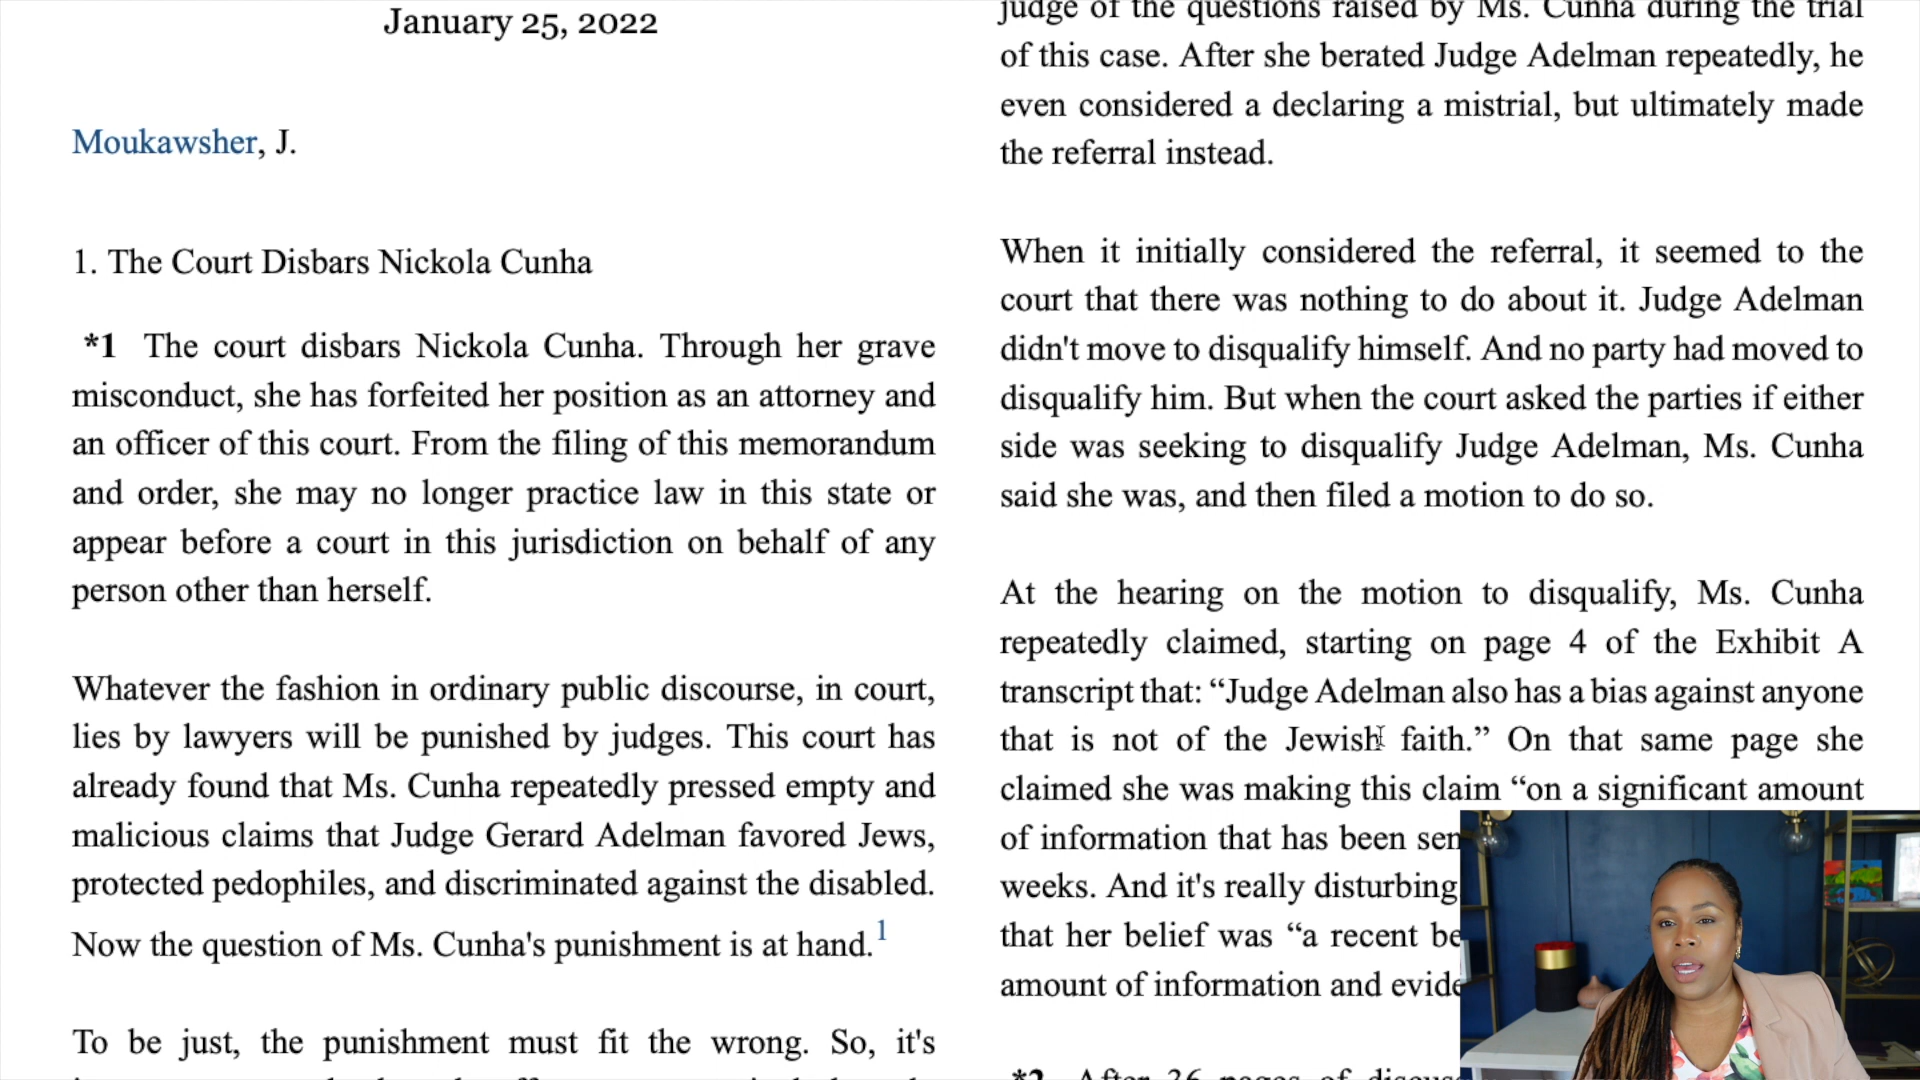 January 25, 2022
Moukawsher, J.
1. The Court Disbars Nickola Cunha
*1 The court disbars Nickola Cunha. Through her grave
misconduct, she has forfeited her position as an attorney and
an officer of this court. From the filing of this memorandum
and order, she may no longer practice law in this state or
appear before a court in this jurisdiction on behalf of any
person other than herself.
Whatever the fashion in ordinary public discourse, in court,
lies by lawyers will be punished by judges. This court has
already found that Ms. Cunha repeatedly pressed empty and
malicious claims that Judge Gerard Adelman favored Jews,
protected pedophiles, and discriminated against the disabled.
Now the question of Ms. Cunha's punishment is at hand.1
To be just, the punishment must fit the wrong. So, it's
judge of the questions raised by Ms. Cunha during the trial
of this case. After she berated Judge Adelman repeatedly, he
even considered a declaring a mistrial, but ultimately made
the referral instead.
When it initially considered the referral, it seemed to the
court that there was nothing to do about it. Judge Adelman
didn't move to disqualify himself. And no party had moved to
disqualify him. But when the court asked the parties if either
side was seeking to disqualify Judge Adelman, Ms. Cunha
said she was, and then filed a motion to do so.
At the hearing on the motion to disqualify, Ms. Cunha
repeatedly claimed, starting on page 4 of the Exhibit A
transcript that: “Judge Adelman also has a bias against anyone
that is not of the Jewish faith.” On that same page she
claimed she was making this claim “on a significant amount
of information that has been
weeks. And it's really disturbing
that her belief was “a recent
amount of information and
*2 After 36 pages of